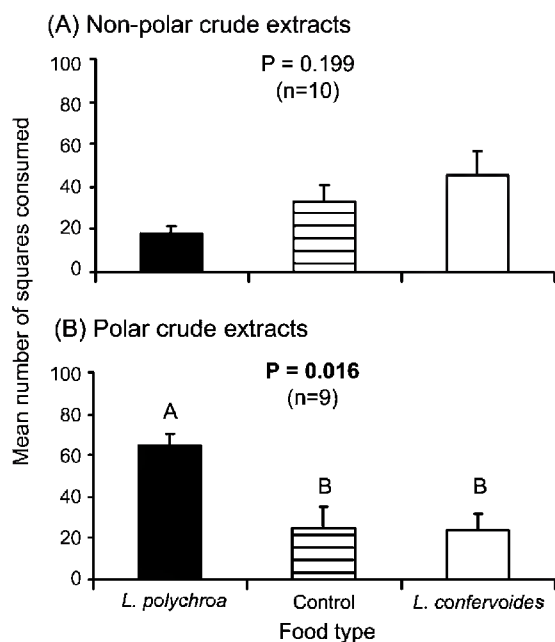 (A) Non-polar crude extracts
100
80
60
40
20
0
P = 0.199
(n=10)
Mean number of squares consumed
(B) Polar crude extracts
100
80
60
40
20
0
P = 0.016
(n=9)
A
B
B
L. polychroa
Control
L. confervoides
Food type